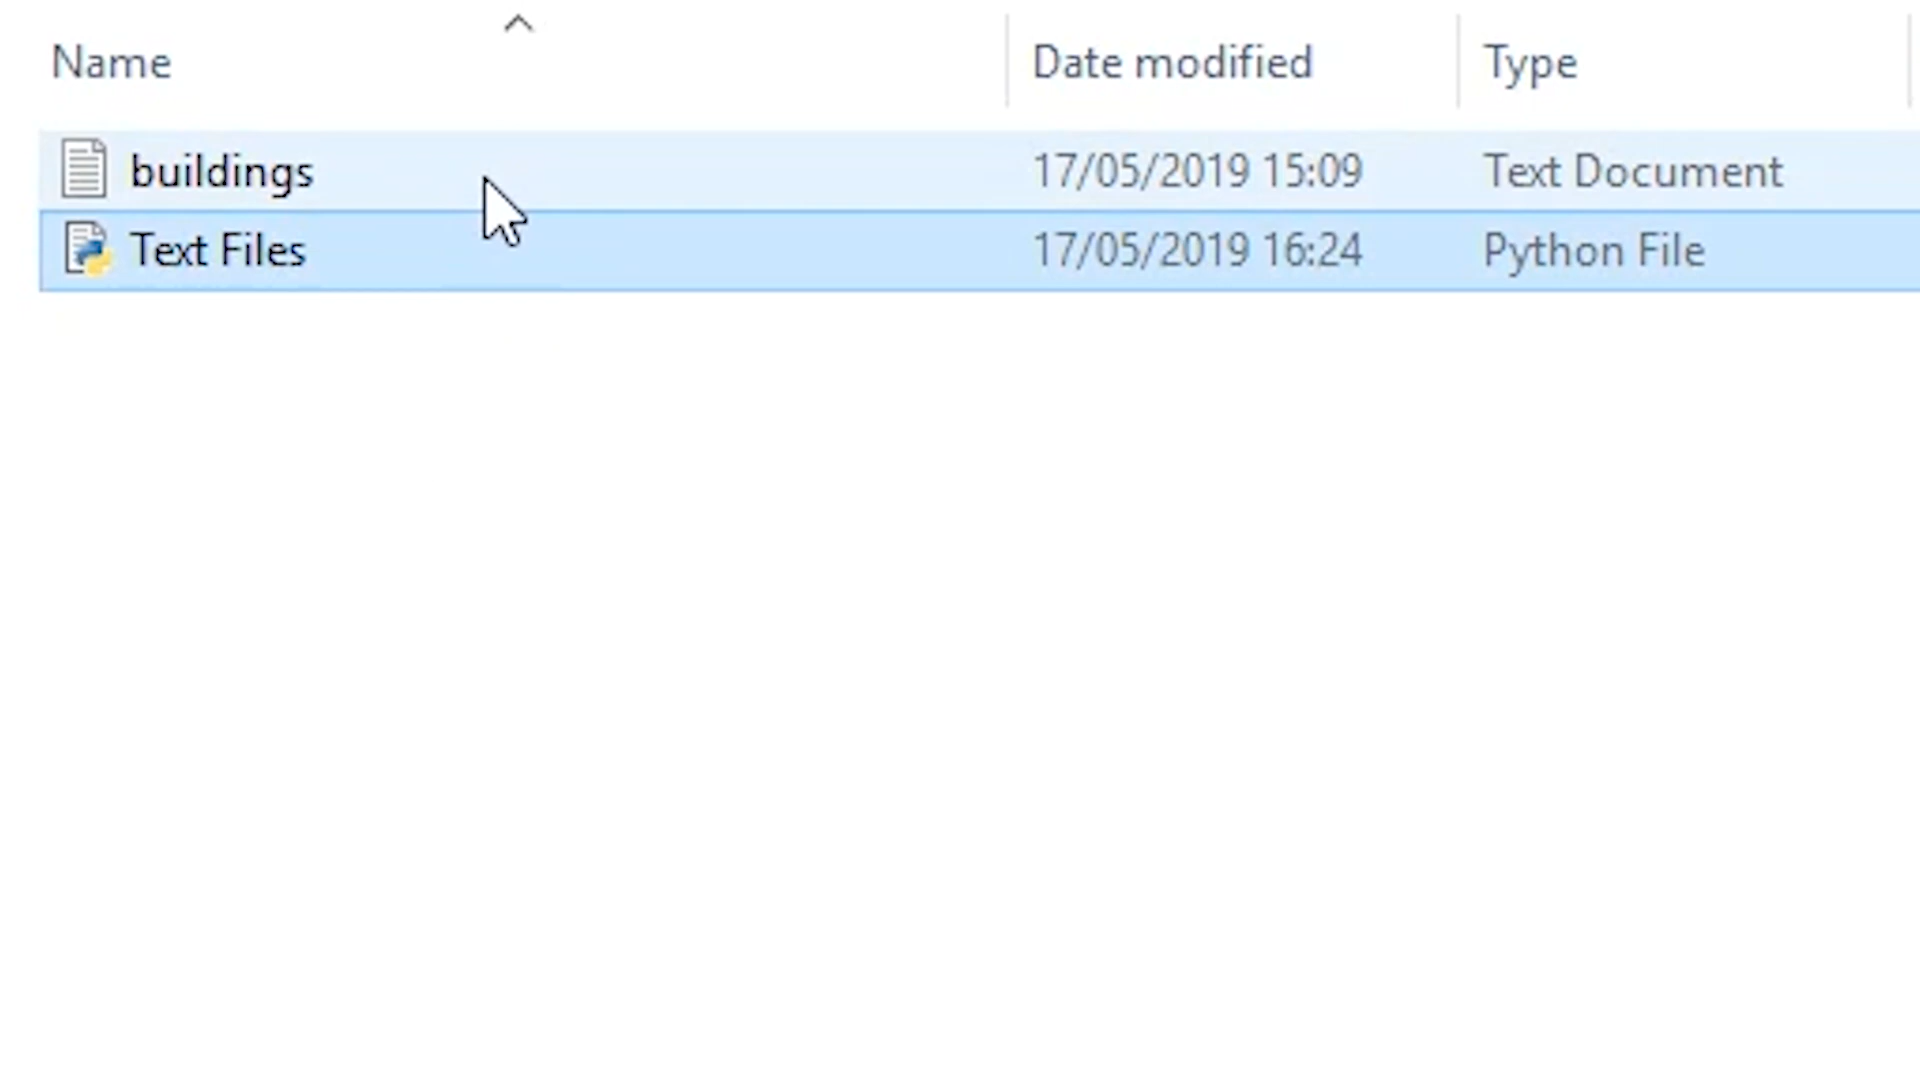 Name Date modified Type
buildings 17/05/2019 15:09 Text Document
Text Files 17/05/2019 16:24 Python File